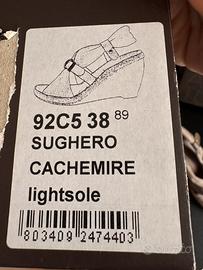 92C5 38 89
SUGHERO
CACHEMIRE
lightsole
803409 2474403